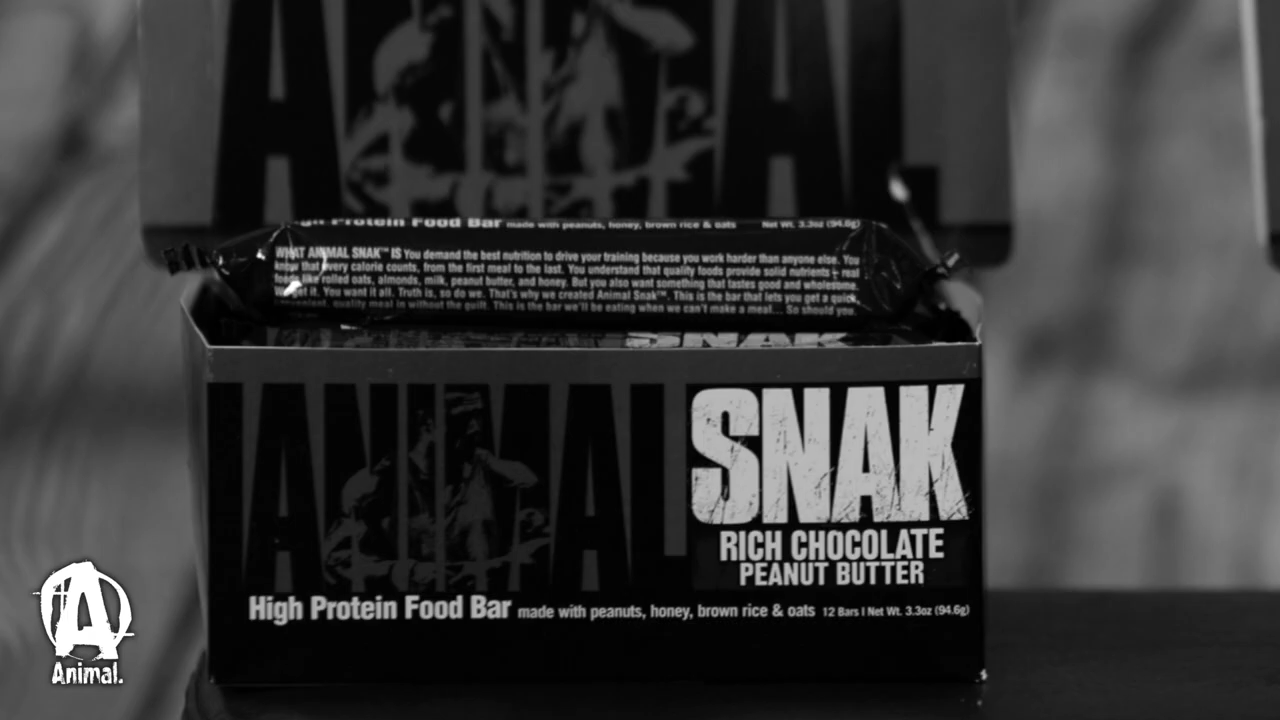 ANIMAL
High Protein Food Bar made with peanuts, honey, brown rice & oats Net Wt. 3.3oz (94.6g)
WHAT ANIMAL SNAK™ IS You demand the best nutrition to drive your training because you work harder than anyone else. You
know that every calorie counts, from the first meal to the last. You understand that quality foods provide solid nutrients - real
foods like rolled oats, almonds, milk, peanut butter, and honey. But you also want something that tastes good and wholesome.
get it. You want it all. Truth is, so do we. That's why we created Animal Snak™. This is the bar that lets you get a quick,
quality meal in without the guilt. This is the bar we'll be eating when we can't make a meal... So should you.
SNAK
ANIMAL
SNAK
RICH CHOCOLATE
PEANUT BUTTER
High Protein Food Bar made with peanuts, honey, brown rice & oats 12 Bars | Net Wt. 3.3oz (94.6g)
A
Animal.